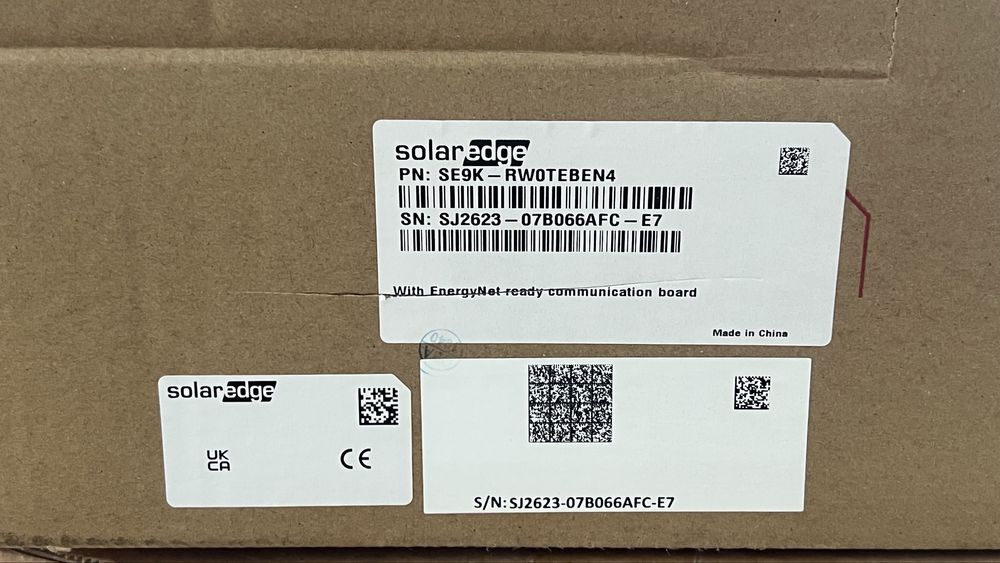 solaredge
PN: SE9K–RW0TEBEN4
SN: SJ2623–07B066AFC–E7
With EnergyNet ready communication board
Made in China
solaredge
UK
CA
CE
S/N: SJ2623-07B066AFC-E7